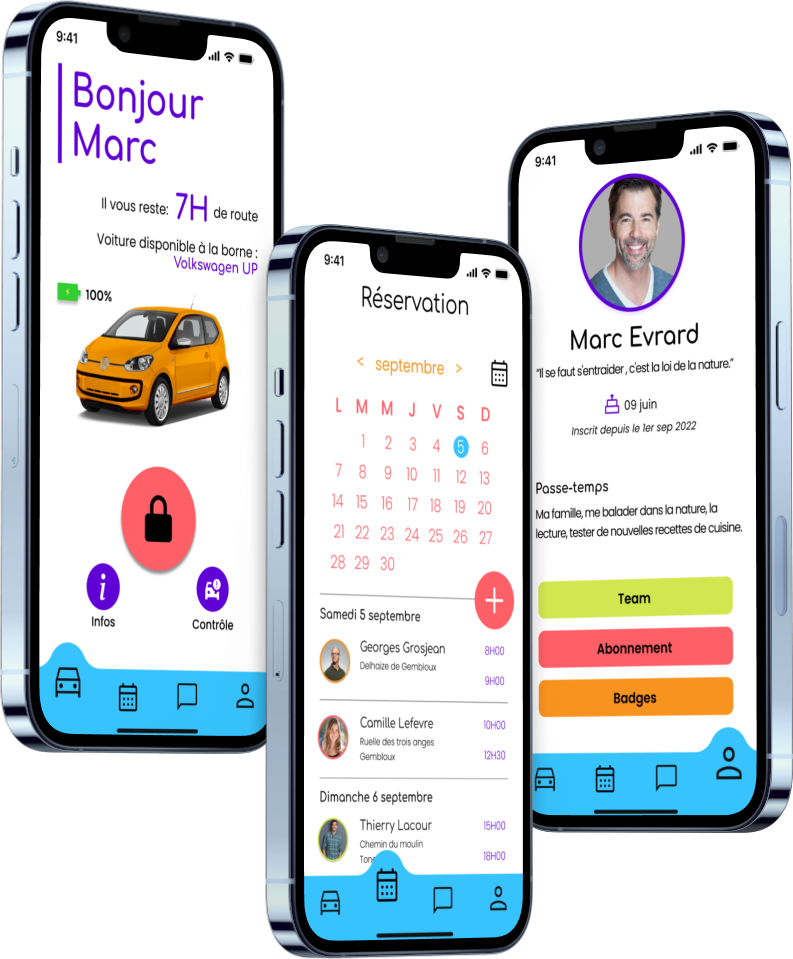 9:41
Bonjour
Marc
Il vous reste: 7H de route
Voiture disponible à la borne :
Volkswagen UP
100%
Infos
Contrôle
9:41
Réservation
< septembre >
L M M J V S D
1 2 3 4 5 6
7 8 9 10 11 12 13
14 15 16 17 18 19 20
21 22 23 24 25 26 27
28 29 30
+
Samedi 5 septembre
Georges Grosjean 8H00
Delhaize de Gembloux
9H00
Camille Lefevre 10H00
Ruelle des trois anges
Gembloux 12H30
Dimanche 6 septembre
Thierry Lacour 15H00
Chemin du moulin
18H00
9:41
Marc Evrard
“Il se faut s'entraider , c'est la loi de la nature.”
09 juin
Inscrit depuis le 1er sep 2022
Passe-temps
Ma famille, me balader dans la nature, la
lecture, tester de nouvelles recettes de cuisine.
Team
Abonnement
Badges